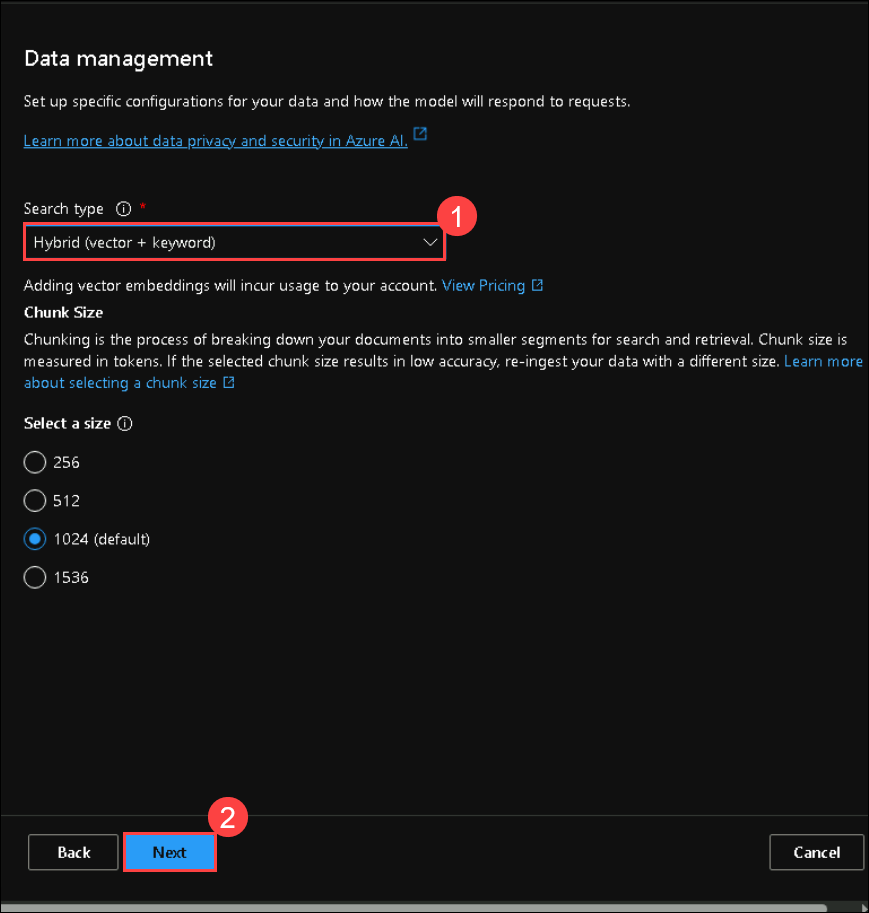 Data management
Set up specific configurations for your data and how the model will respond to requests.
Learn more about data privacy and security in Azure AI.
Search type *
1
Hybrid (vector + keyword)
Adding vector embeddings will incur usage to your account. View Pricing
Chunk Size
Chunking is the process of breaking down your documents into smaller segments for search and retrieval. Chunk size is
measured in tokens. If the selected chunk size results in low accuracy, re-ingest your data with a different size. Learn more
about selecting a chunk size
Select a size
256
512
1024 (default)
1536
2
Back Next Cancel